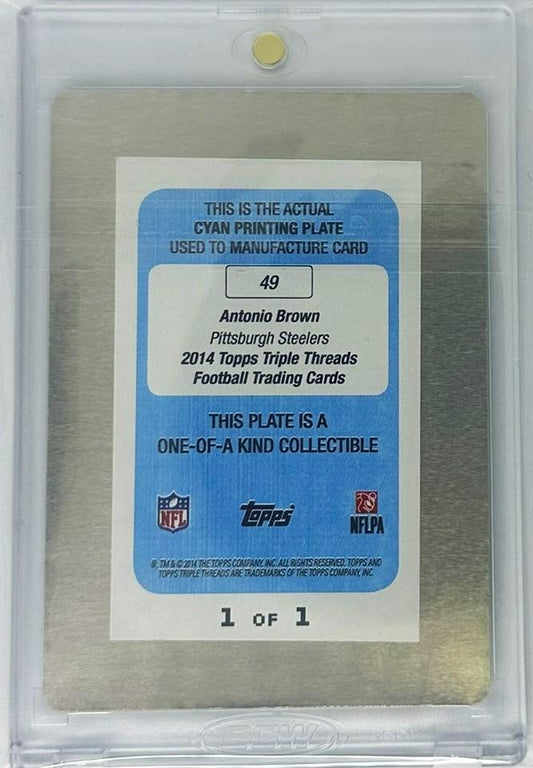 THIS IS THE ACTUAL
CYAN PRINTING PLATE
USED TO MANUFACTURE CARD
49
Antonio Brown
Pittsburgh Steelers
2014 Topps Triple Threads
Football Trading Cards
THIS PLATE IS A
ONE-OF-A KIND COLLECTIBLE
NFL
topps
NFLPA
®, TM & © 2014 THE TOPPS COMPANY, INC. ALL RIGHTS RESERVED. TOPPS AND
TOPPS TRIPLE THREADS ARE TRADEMARKS OF THE TOPPS COMPANY, INC.
1 OF 1
BCW